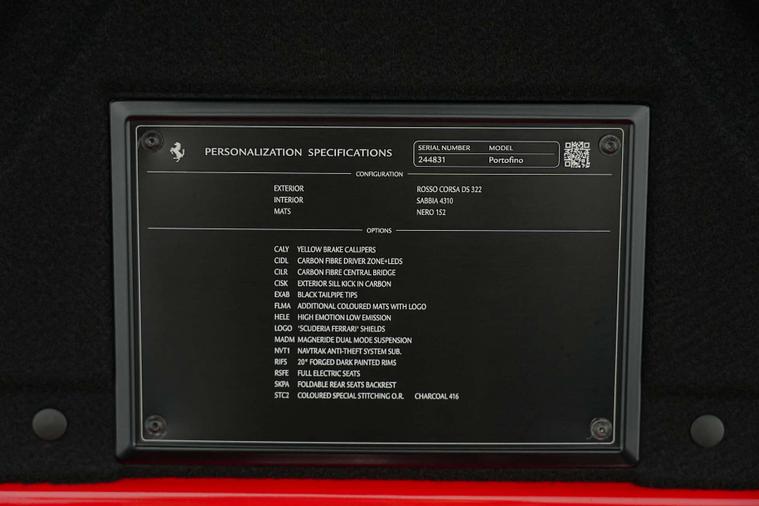 PERSONALIZATION SPECIFICATIONS
SERIAL NUMBER MODEL
244831 Portofino
CONFIGURATION
EXTERIOR ROSSO CORSA DS 322
INTERIOR SABBIA 4310
MATS NERO 152
OPTIONS
CALY YELLOW BRAKE CALLIPERS
CIDL CARBON FIBRE DRIVER ZONE+LEDS
CILR CARBON FIBRE CENTRAL BRIDGE
CISK EXTERIOR SILL KICK IN CARBON
EXAB BLACK TAILPIPE TIPS
FLMA ADDITIONAL COLOURED MATS WITH LOGO
HELE HIGH EMOTION LOW EMISSION
LOGO 'SCUDERIA FERRARI' SHIELDS
MADM MAGNERIDE DUAL MODE SUSPENSION
NVT1 NAVTRAK ANTI-THEFT SYSTEM SUB.
RIFS 20" FORGED DARK PAINTED RIMS
RSFE FULL ELECTRIC SEATS
SKPA FOLDABLE REAR SEATS BACKREST
STC2 COLOURED SPECIAL STITCHING O.R. CHARCOAL 416